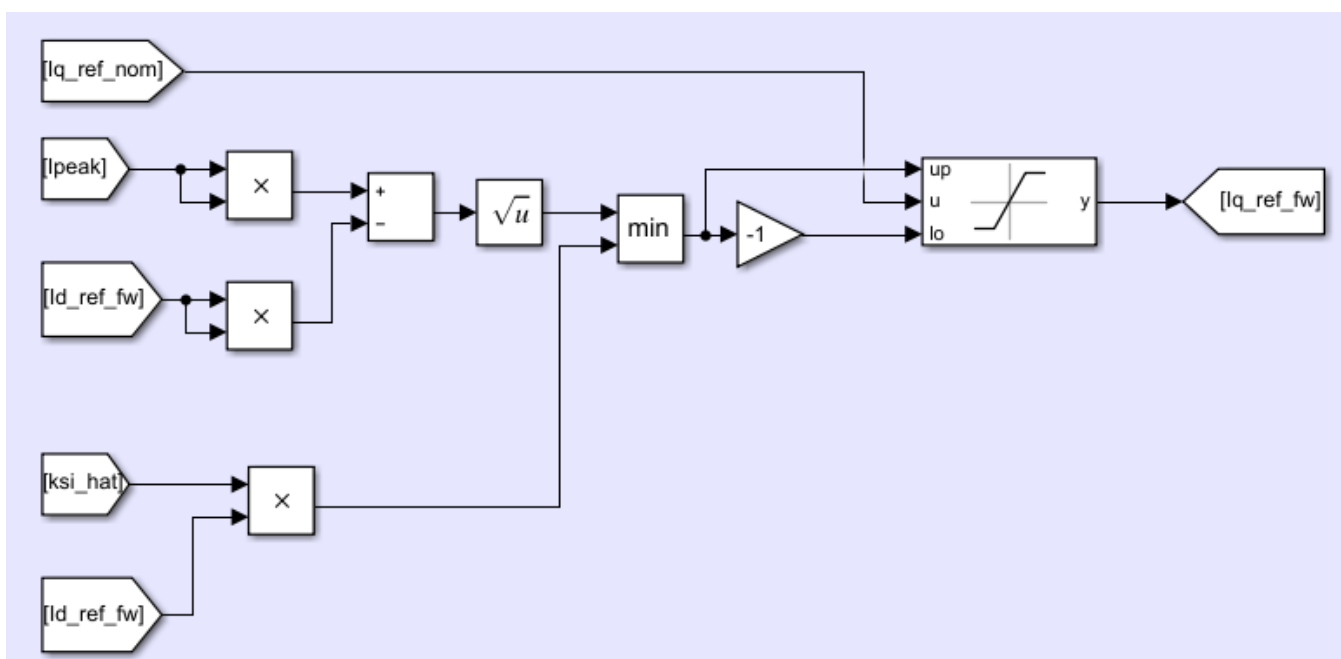 [Iq_ref_nom]
[Ipeak]
×
+
−
√u
min
-1
up
u
lo
y
[Iq_ref_fw]
[Id_ref_fw]
×
[ksi_hat]
×
[Id_ref_fw]